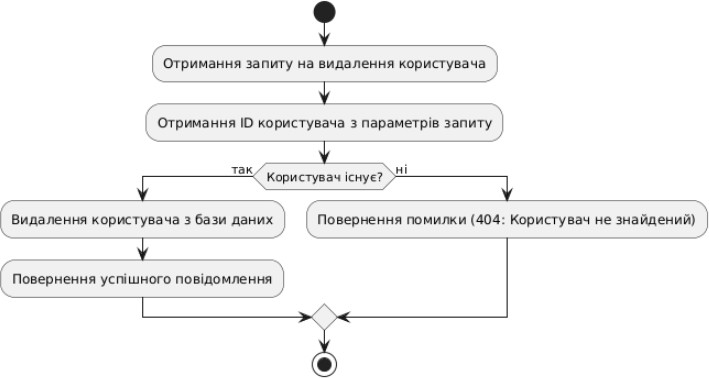 Отримання запиту на видалення користувача
Отримання ID користувача з параметрів запиту
так
Користувач існує?
ні
Видалення користувача з бази даних
Повернення помилки (404: Користувач не знайдений)
Повернення успішного повідомлення